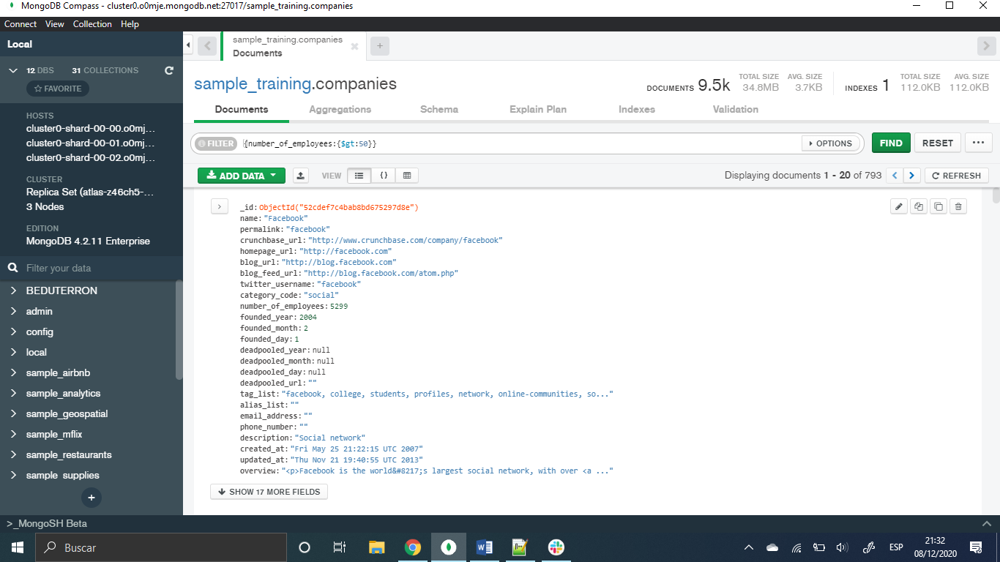 MongoDB Compass - cluster0.o0mje.mongodb.net:27017/sample_training.companies
Connect View Collection Help
Local
12 DBS 31 COLLECTIONS
FAVORITE
HOSTS
cluster0-shard-00-00.o0mj...
cluster0-shard-00-01.o0mj...
cluster0-shard-00-02.o0mj...
CLUSTER
Replica Set (atlas-z46ch5-...
3 Nodes
EDITION
MongoDB 4.2.11 Enterprise
Filter your data
BEDUTERRON
admin
config
local
sample_airbnb
sample_analytics
sample_geospatial
sample_mflix
sample_restaurants
sample_supplies
sample_training.companies
Documents
sample_training.companies
DOCUMENTS 9.5k TOTAL SIZE 34.8MB AVG. SIZE 3.7KB INDEXES 1 TOTAL SIZE 112.0KB AVG. SIZE 112.0KB
Documents Aggregations Schema Explain Plan Indexes Validation
FILTER {number_of_employees:{$gt:50}} OPTIONS FIND RESET ...
ADD DATA VIEW {} Displaying documents 1 - 20 of 793 REFRESH
_id: ObjectId("52cdef7c4bab8bd675297d8e")
name: "Facebook"
permalink: "facebook"
crunchbase_url: "http://www.crunchbase.com/company/facebook"
homepage_url: "http://facebook.com"
blog_url: "http://blog.facebook.com"
blog_feed_url: "http://blog.facebook.com/atom.php"
twitter_username: "facebook"
category_code: "social"
number_of_employees: 5299
founded_year: 2004
founded_month: 2
founded_day: 1
deadpooled_year: null
deadpooled_month: null
deadpooled_day: null
deadpooled_url: ""
tag_list: "facebook, college, students, profiles, network, online-communities, so..."
alias_list: ""
email_address: ""
phone_number: ""
description: "Social network"
created_at: "Fri May 25 21:22:15 UTC 2007"
updated_at: "Thu Nov 21 19:40:55 UTC 2013"
overview: "<p>Facebook is the world&#8217;s largest social network, with over <a ..."
SHOW 17 MORE FIELDS
>_MongoSH Beta
Buscar
ESP
21:32
08/12/2020